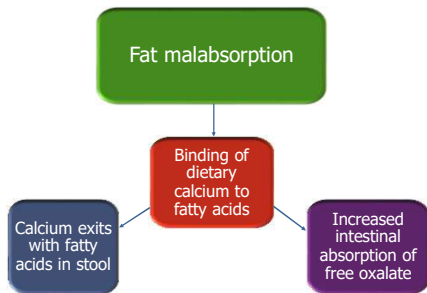 Fat malabsorption
Binding of
dietary
calcium to
fatty acids
Calcium exits
with fatty
acids in stool
Increased
intestinal
absorption of
free oxalate